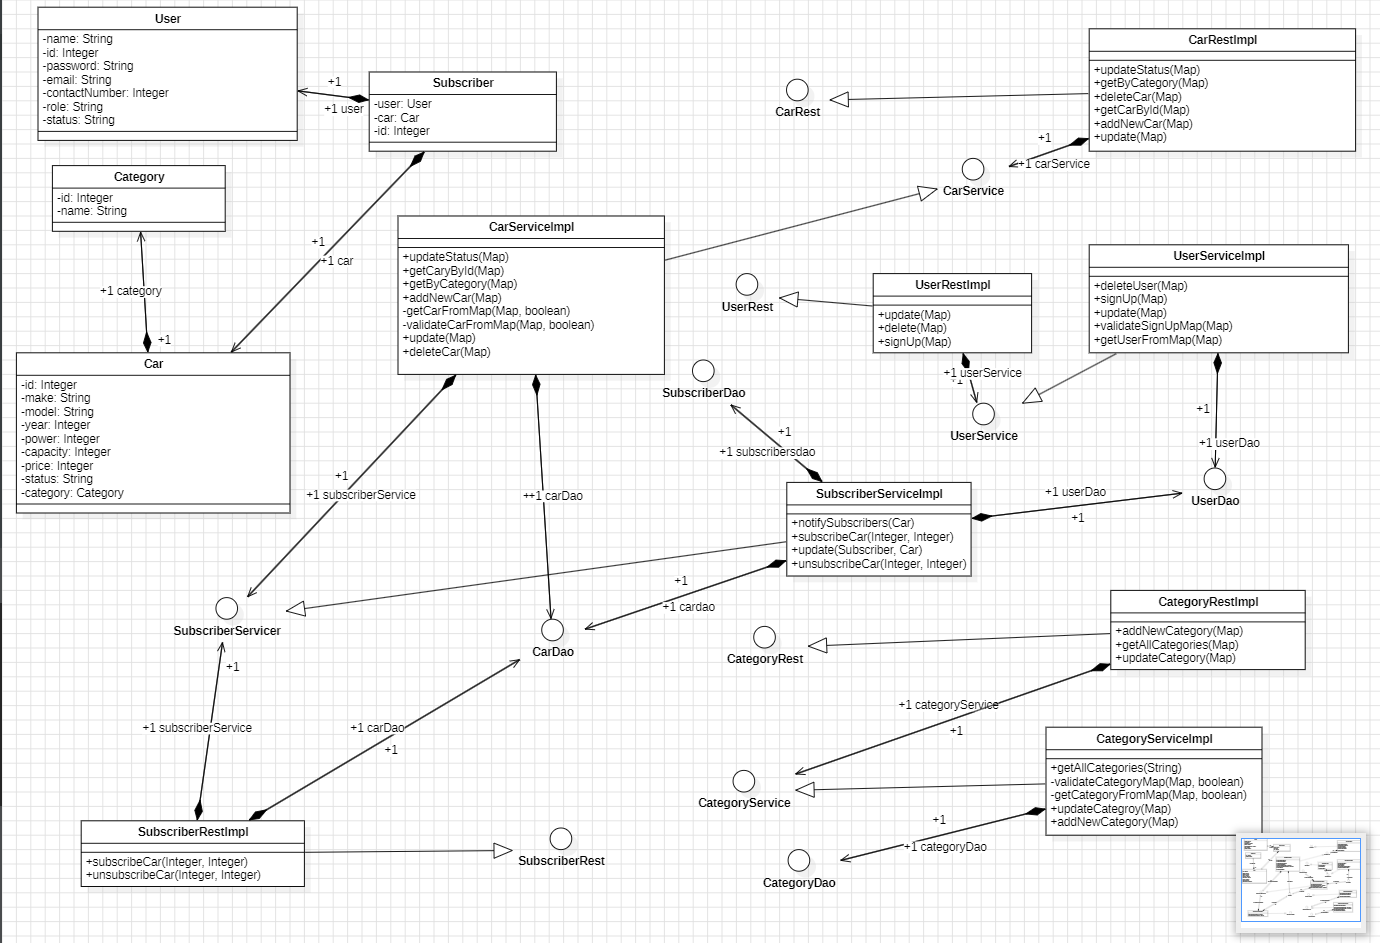 User
-name: String
-id: Integer
-password: String
-email: String
-contactNumber: Integer
-role: String
-status: String
+1
+1 user
Subscriber
-user: User
-car: Car
-id: Integer
Category
-id: Integer
-name: String
+1 category
+1
+1
+1 car
Car
-id: Integer
-make: String
-model: String
-year: Integer
-power: Integer
-capacity: Integer
-price: Integer
-status: String
-category: Category
CarServiceImpl
+updateStatus(Map)
+getCaryById(Map)
+getByCategory(Map)
+addNewCar(Map)
-getCarFromMap(Map, boolean)
-validateCarFromMap(Map, boolean)
+update(Map)
+deleteCar(Map)
CarRest
CarRestImpl
+updateStatus(Map)
+getByCategory(Map)
+deleteCar(Map)
+getCarById(Map)
+addNewCar(Map)
+update(Map)
+1
+1 carService
CarService
UserRest
UserRestImpl
+update(Map)
+delete(Map)
+signUp(Map)
UserServiceImpl
+deleteUser(Map)
+signUp(Map)
+update(Map)
+validateSignUpMap(Map)
+getUserFromMap(Map)
+1 userService
+1
UserService
SubscriberDao
+1
+1 subscribersdao
+1
+1 userDao
UserDao
+1
+1 subscriberService
++1 carDao
SubscriberServiceImpl
+notifySubscribers(Car)
+subscribeCar(Integer, Integer)
+update(Subscriber, Car)
+unsubscribeCar(Integer, Integer)
+1 userDao
+1
+1
+1 cardao
SubscriberServicer
CarDao
CategoryRest
CategoryRestImpl
+addNewCategory(Map)
+getAllCategories(Map)
+updateCategory(Map)
+1
+1 subscriberService
+1 carDao
+1
+1 categoryService
+1
CategoryService
CategoryServiceImpl
+getAllCategories(String)
-validateCategoryMap(Map, boolean)
-getCategoryFromMap(Map, boolean)
+updateCategroy(Map)
+addNewCategory(Map)
+1
+1 categoryDao
CategoryDao
SubscriberRestImpl
+subscribeCar(Integer, Integer)
+unsubscribeCar(Integer, Integer)
SubscriberRest